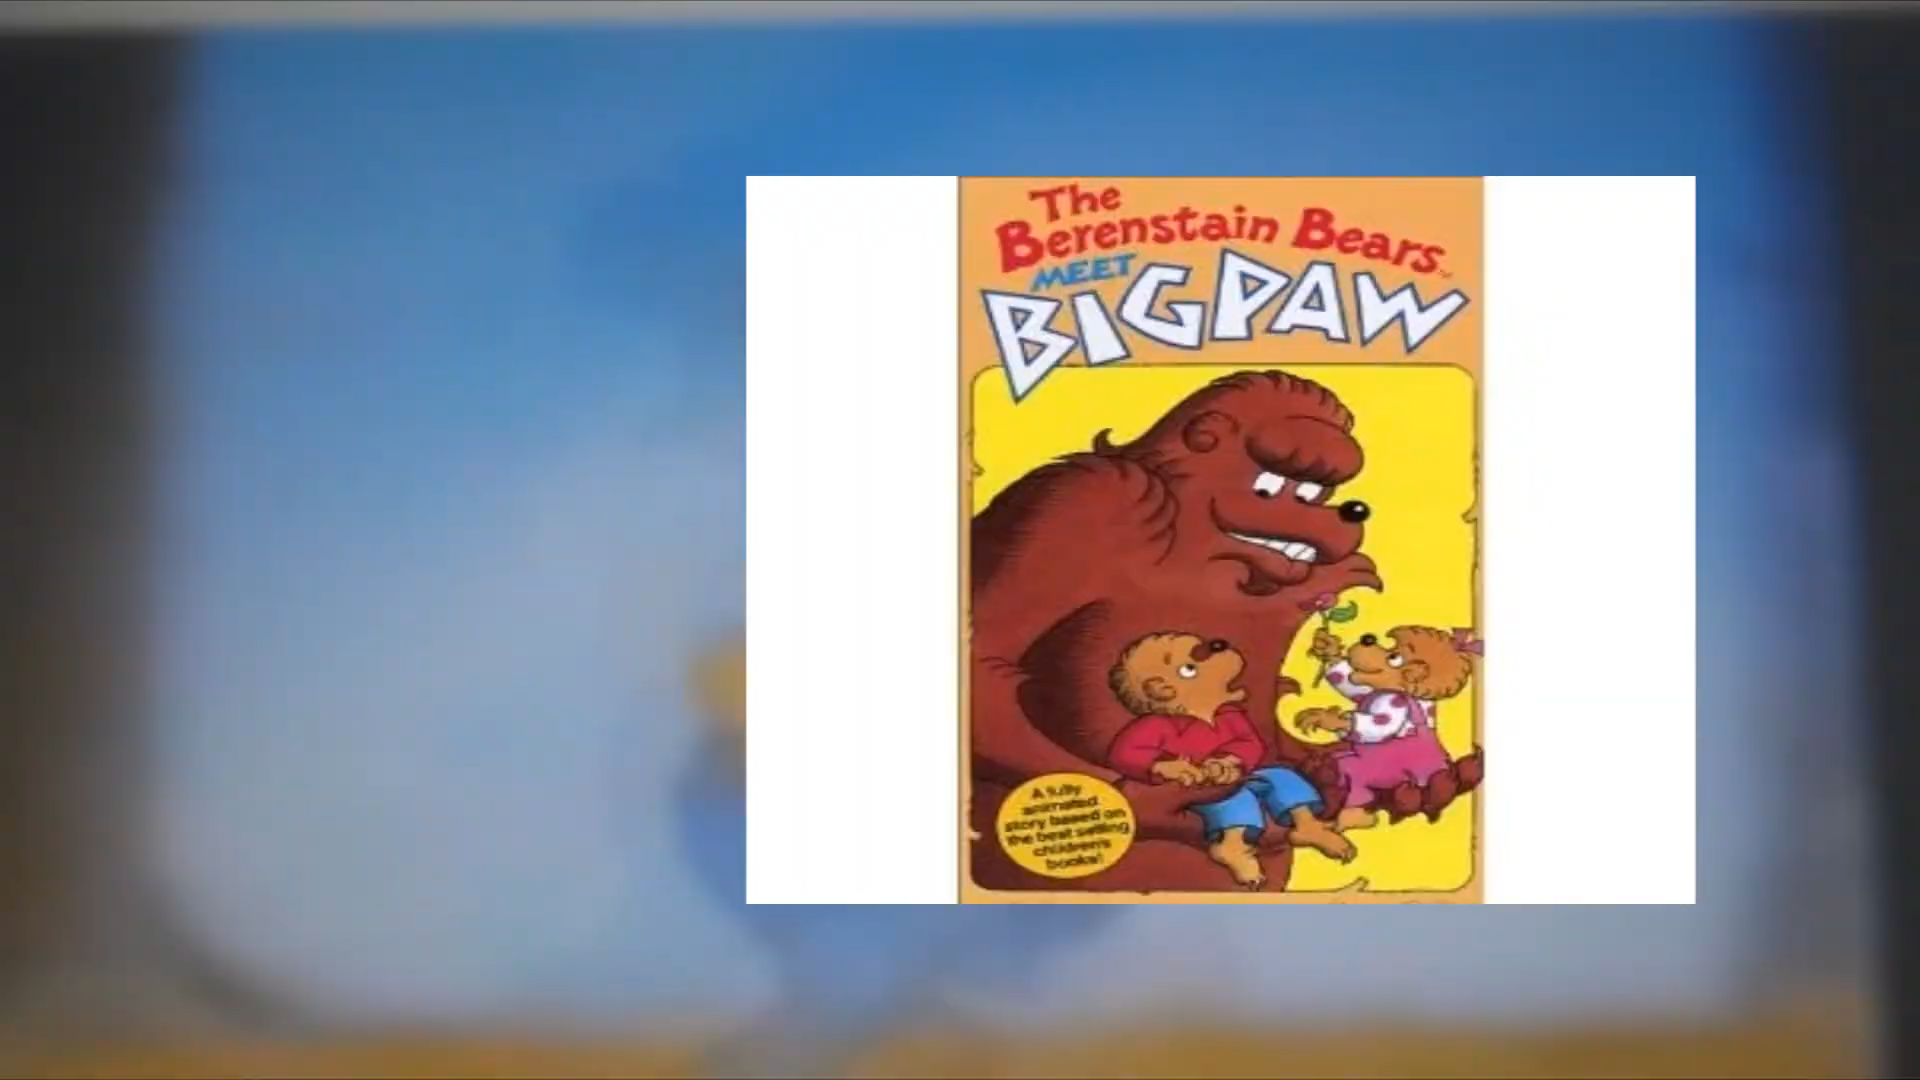 The
Berenstain Bears
MEET
BIGPAW
A fully
animated
story based on
the best selling
children's
books!